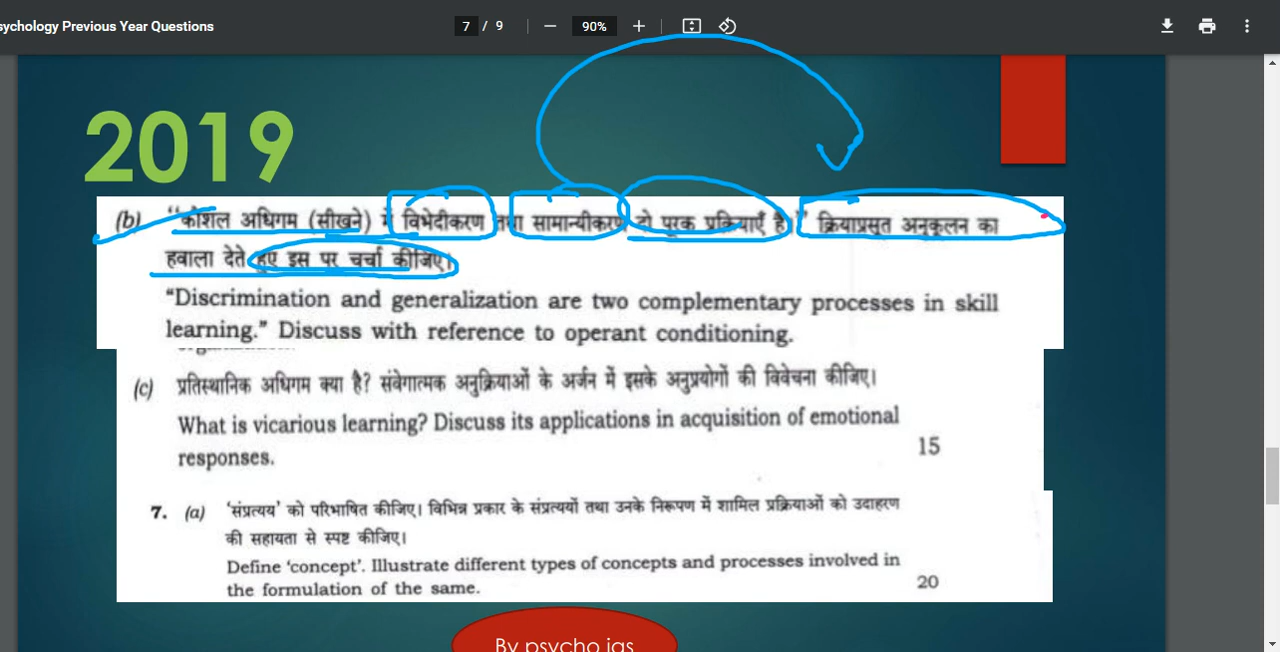 sychology Previous Year Questions
7 / 9
90%
2019
(b) “कौशल अधिगम (सीखने) में विभेदीकरण तथा सामान्यीकरण दो पूरक प्रक्रियाएँ है।” क्रियाप्रसूत अनुकूलन का
हवाला देते हुए इस पर चर्चा कीजिए।
“Discrimination and generalization are two complementary processes in skill
learning.” Discuss with reference to operant conditioning.
(c) प्रतिस्थानिक अधिगम क्या है? संवेगात्मक अनुक्रियाओं के अर्जन में इसके अनुप्रयोगों की विवेचना कीजिए।
What is vicarious learning? Discuss its applications in acquisition of emotional
responses. 15
7. (a) ‘संप्रत्यय’ को परिभाषित कीजिए। विभिन्न प्रकार के संप्रत्ययों तथा उनके निरूपण में शामिल प्रक्रियाओं को उदाहरण
की सहायता से स्पष्ट कीजिए।
Define ‘concept’. Illustrate different types of concepts and processes involved in
the formulation of the same. 20
By psycho ias